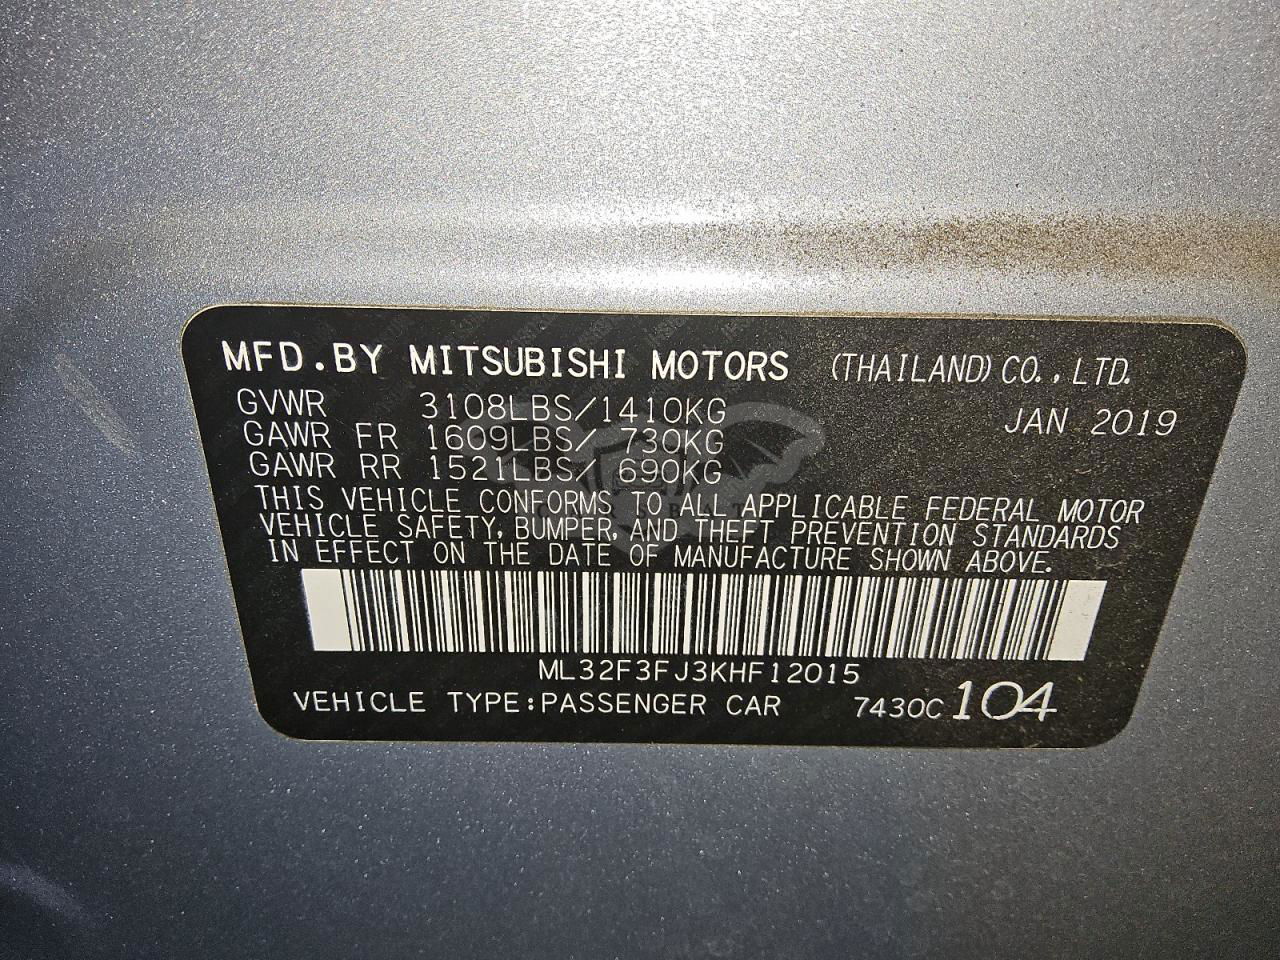 MFD.BY MITSUBISHI MOTORS (THAILAND) CO., LTD.
GVWR 3108LBS/1410KG JAN 2019
GAWR FR 1609LBS/ 730KG
GAWR RR 1521LBS/ 690KG
THIS VEHICLE CONFORMS TO ALL APPLICABLE FEDERAL MOTOR
VEHICLE SAFETY, BUMPER, AND THEFT PREVENTION STANDARDS
IN EFFECT ON THE DATE OF MANUFACTURE SHOWN ABOVE.
ML32F3FJ3KHF12015
VEHICLE TYPE:PASSENGER CAR 7430C 104